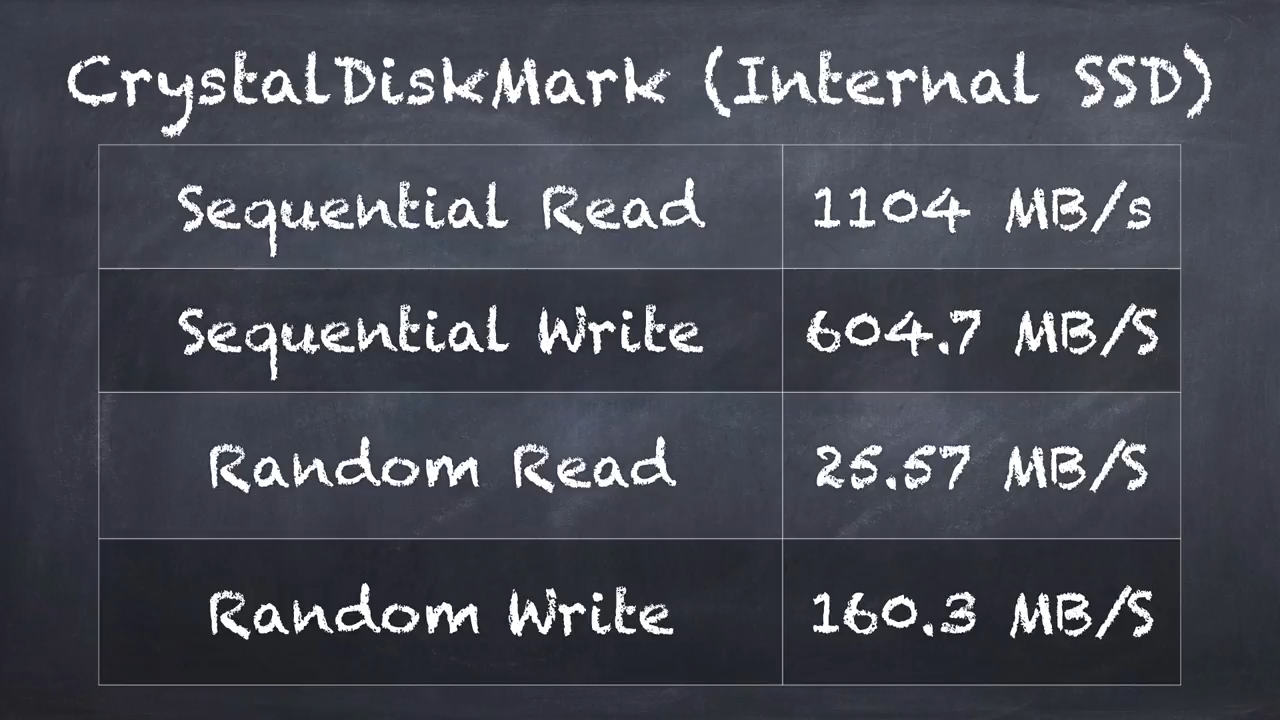 CrystalDiskMark (Internal SSD)
Sequential Read 1104 MB/s
Sequential Write 604.7 MB/S
Random Read 25.57 MB/S
Random Write 160.3 MB/S